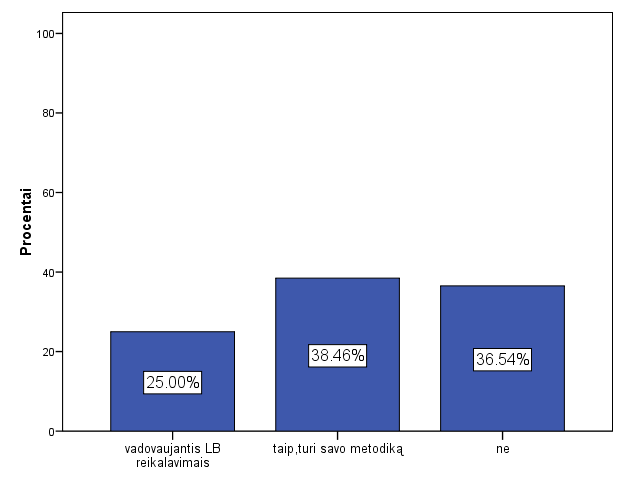 Procentai
100
80
60
40
20
0
25.00%
38.46%
36.54%
vadovaujantis LB
reikalavimais
taip,turi savo metodiką
ne